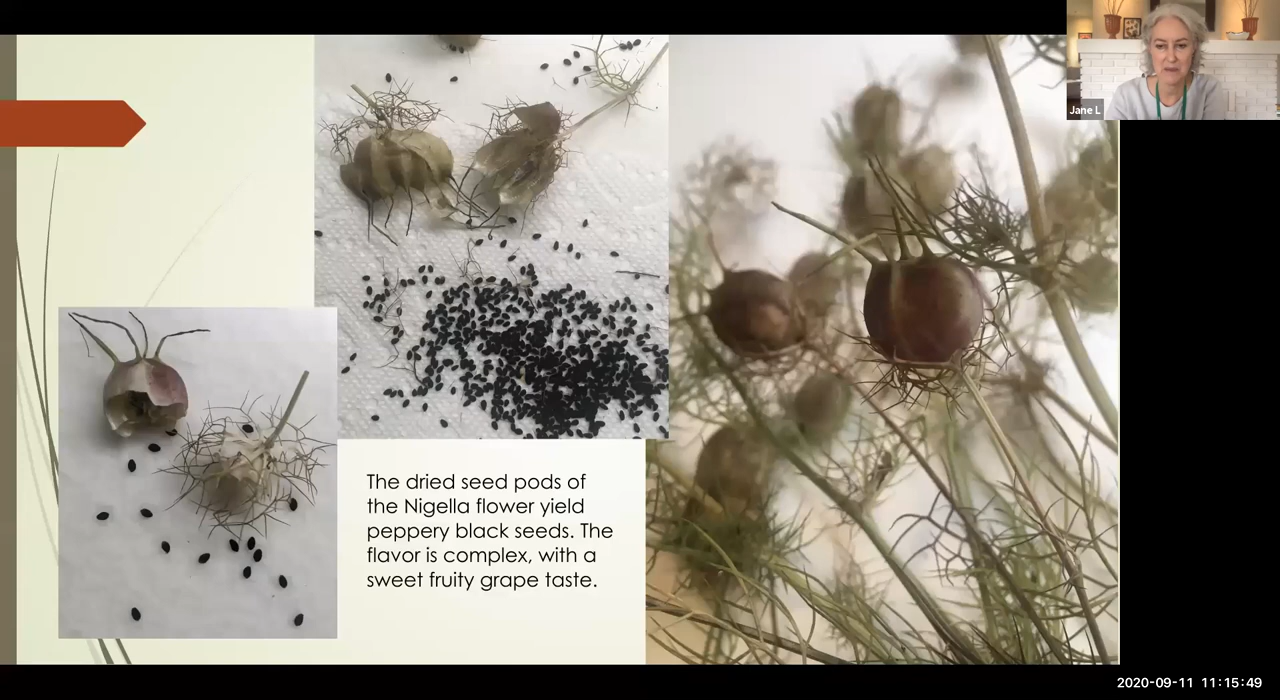 Jane L
The dried seed pods of
the Nigella flower yield
peppery black seeds. The
flavor is complex, with a
sweet fruity grape taste.
2020-09-11 11:15:49